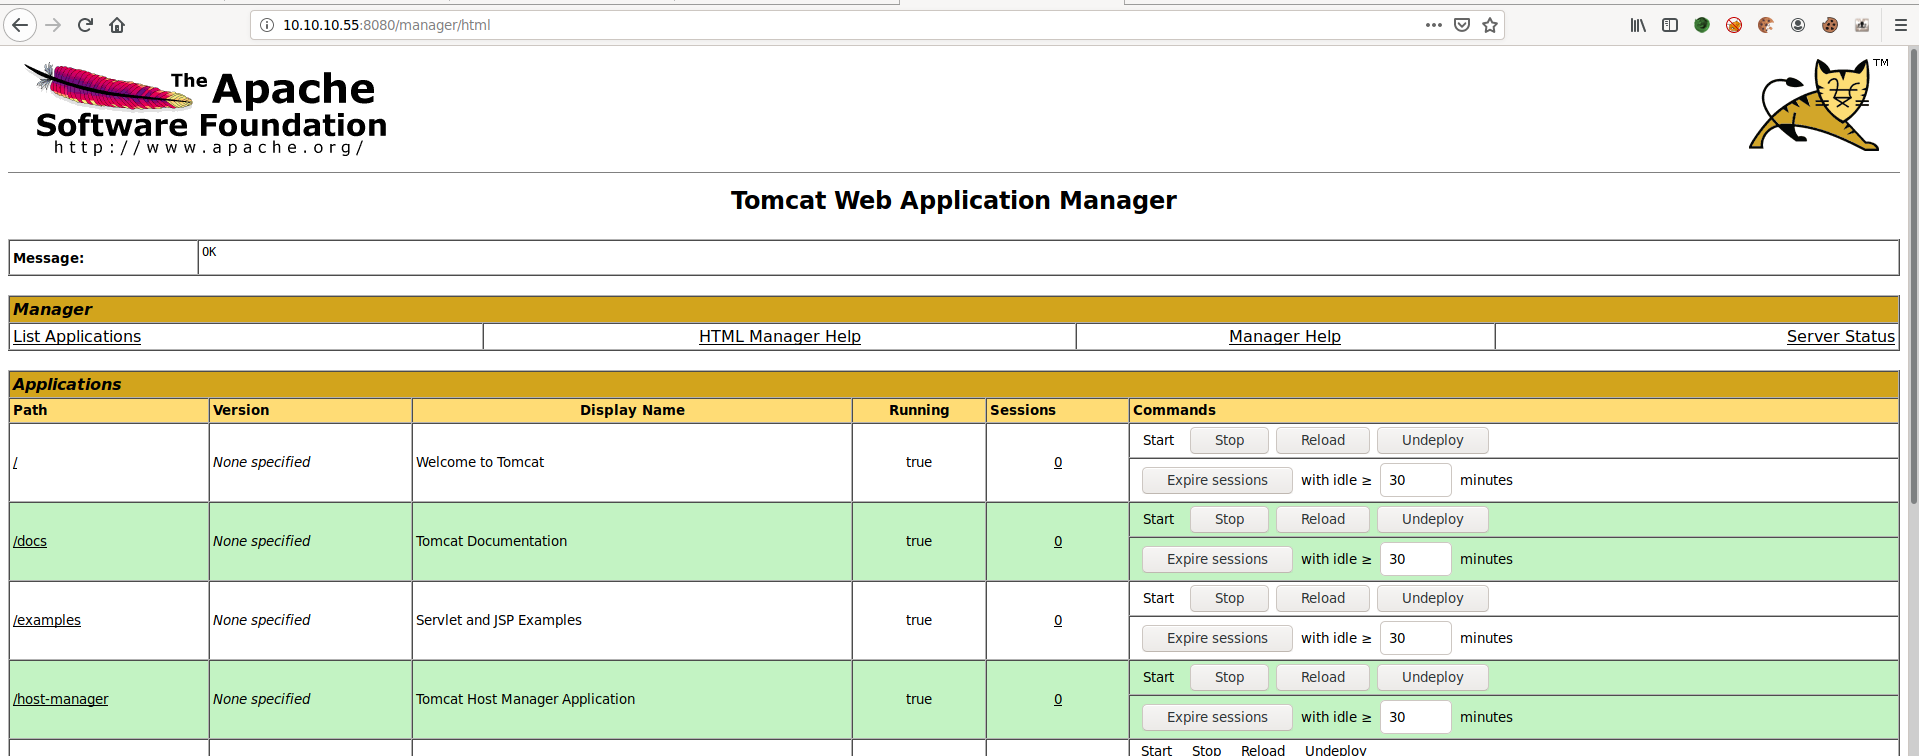 10.10.10.55:8080/manager/html
The Apache
Software Foundation
http://www.apache.org/
TM
Tomcat Web Application Manager
Message: OK
Manager
List Applications HTML Manager Help Manager Help Server Status
Applications
Path Version Display Name Running Sessions Commands
Start Stop Reload Undeploy
/ None specified Welcome to Tomcat true 0
Expire sessions with idle ≥ 30 minutes
Start Stop Reload Undeploy
/docs None specified Tomcat Documentation true 0
Expire sessions with idle ≥ 30 minutes
Start Stop Reload Undeploy
/examples None specified Servlet and JSP Examples true 0
Expire sessions with idle ≥ 30 minutes
Start Stop Reload Undeploy
/host-manager None specified Tomcat Host Manager Application true 0
Expire sessions with idle ≥ 30 minutes
Start Stop Reload Undeploy